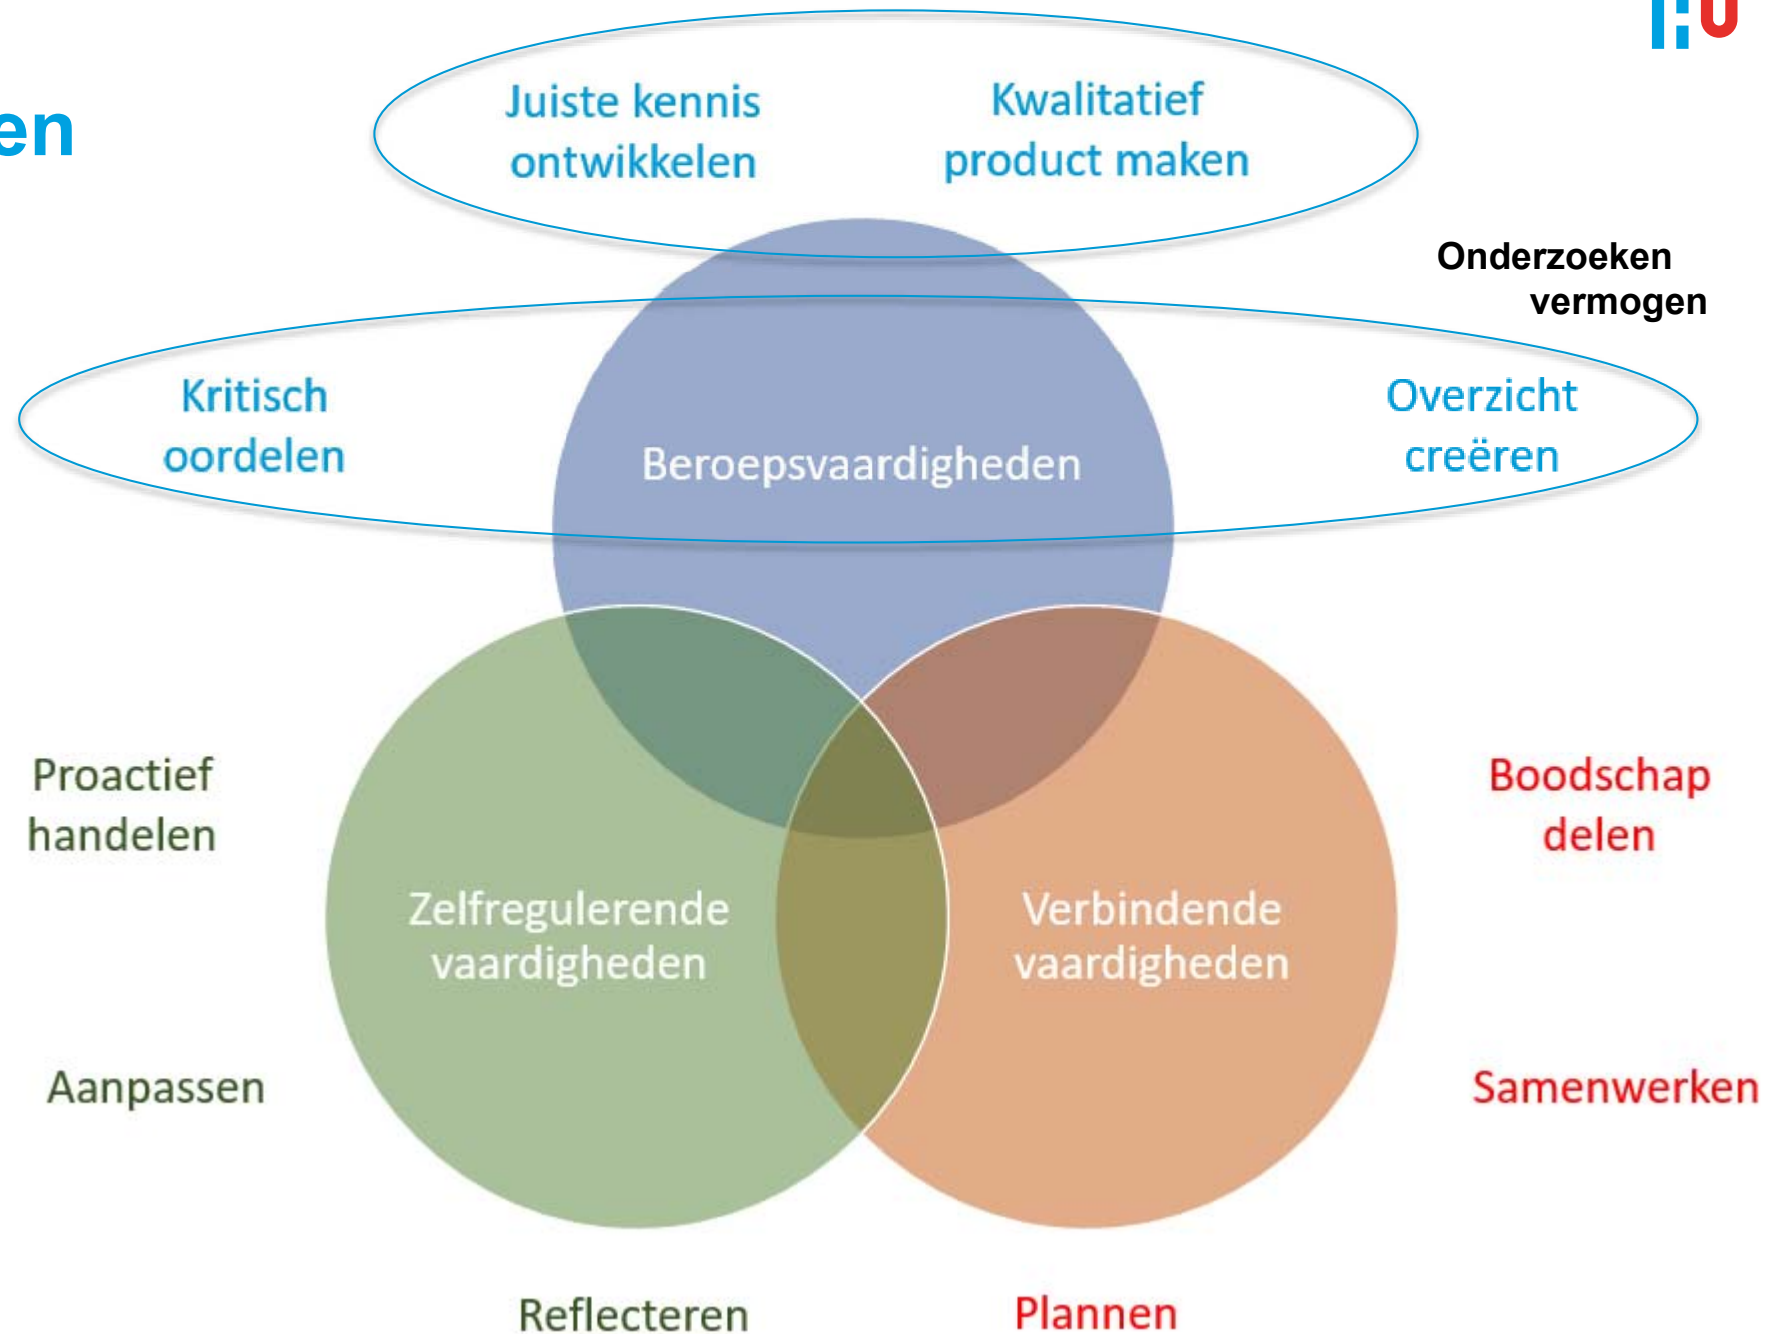 en
Juiste kennis
ontwikkelen
Kwalitatief
product maken
Onderzoeken
vermogen
Kritisch
oordelen
Beroepsvaardigheden
Overzicht
creëren
Proactief
handelen
Boodschap
delen
Zelfregulerende
vaardigheden
Verbindende
vaardigheden
Aanpassen
Samenwerken
Reflecteren
Plannen